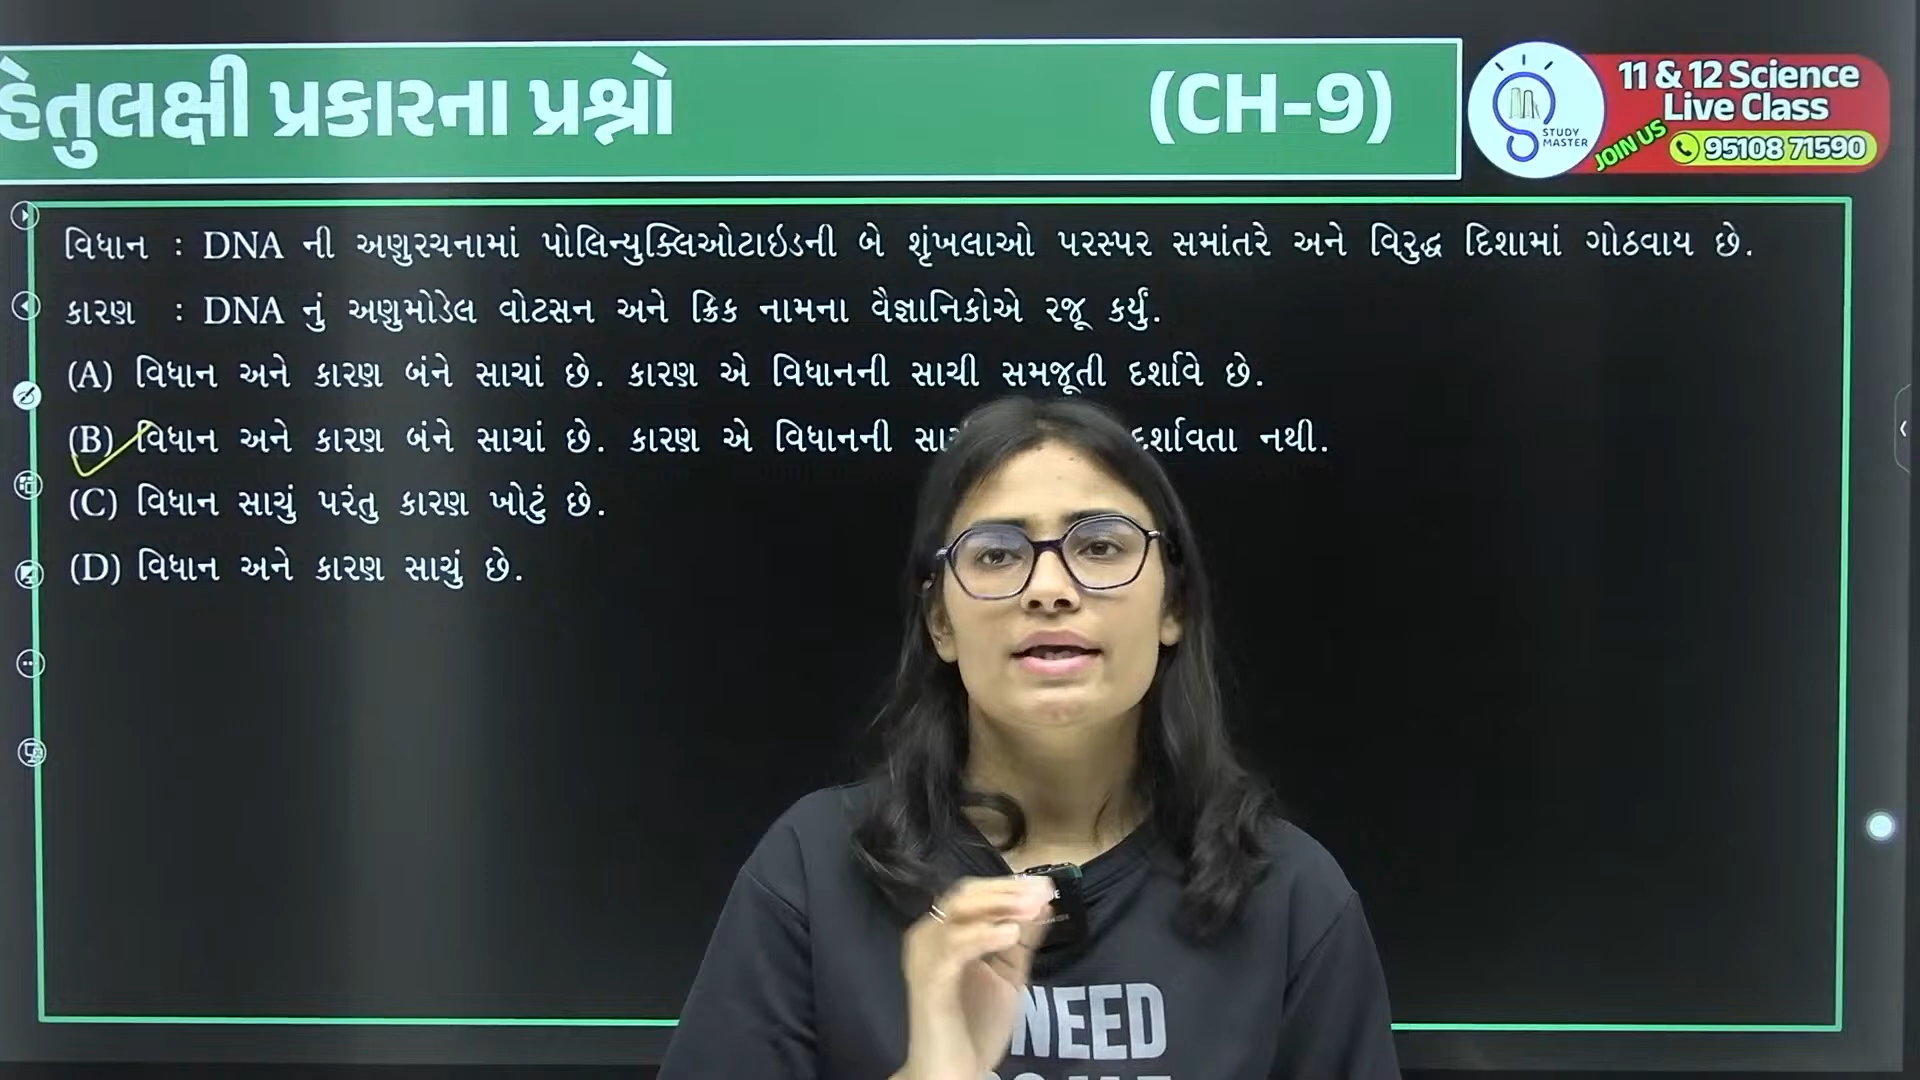 હેતુલક્ષી પ્રકારના પ્રશ્નો (CH-9)
11 & 12 Science
Live Class
JOIN US 95108 71590
STUDY
MASTER
વિધાન : DNA ની અણુરચનામાં પોલિન્યુક્લિઓટાઇડની બે શૃંખલાઓ પરસ્પર સમાંતરે અને વિરુદ્ધ દિશામાં ગોઠવાય છે.
કારણ : DNA નું અણુમોડેલ વોટસન અને ક્રિક નામના વૈજ્ઞાનિકોએ રજૂ કર્યું.
(A) વિધાન અને કારણ બંને સાચાં છે. કારણ એ વિધાનની સાચી સમજૂતી દર્શાવે છે.
(B) વિધાન અને કારણ બંને સાચાં છે. કારણ એ વિધાનની દર્શાવતા નથી.
(C) વિધાન સાચું પરંતુ કારણ ખોટું છે.
(D) વિધાન અને કારણ સાચું છે.
NEED